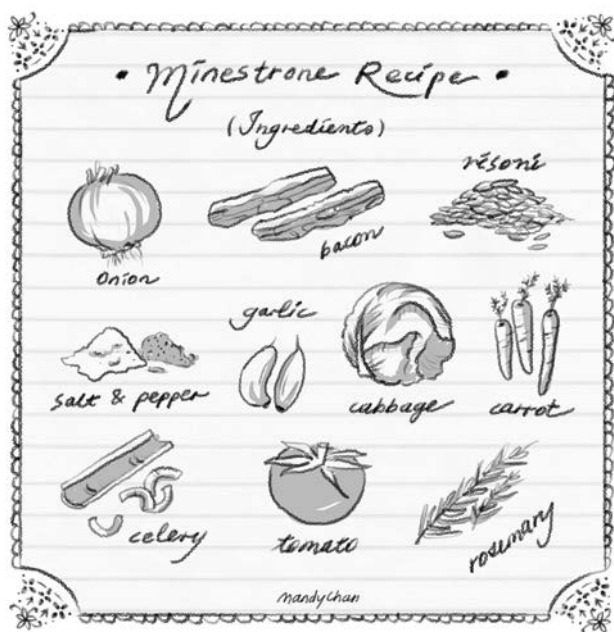 • Minestrone Recipe •
(Ingredients)
onion
bacon
risoni
salt & pepper
garlic
cabbage
carrot
celery
tomato
rosemary
mandychan